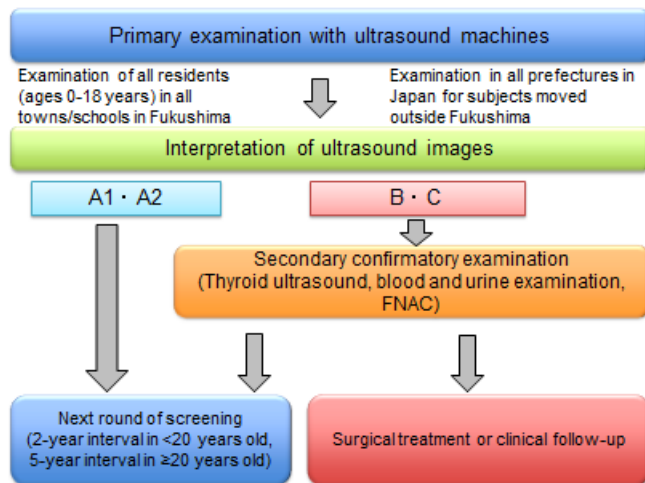 Primary examination with ultrasound machines
Examination of all residents
(ages 0-18 years) in all
towns/schools in Fukushima
Examination in all prefectures in
Japan for subjects moved
outside Fukushima
Interpretation of ultrasound images
A1・A2
B・C
Secondary confirmatory examination
(Thyroid ultrasound, blood and urine examination,
FNAC)
Next round of screening
(2-year interval in <20 years old,
5-year interval in ≥20 years old)
Surgical treatment or clinical follow-up